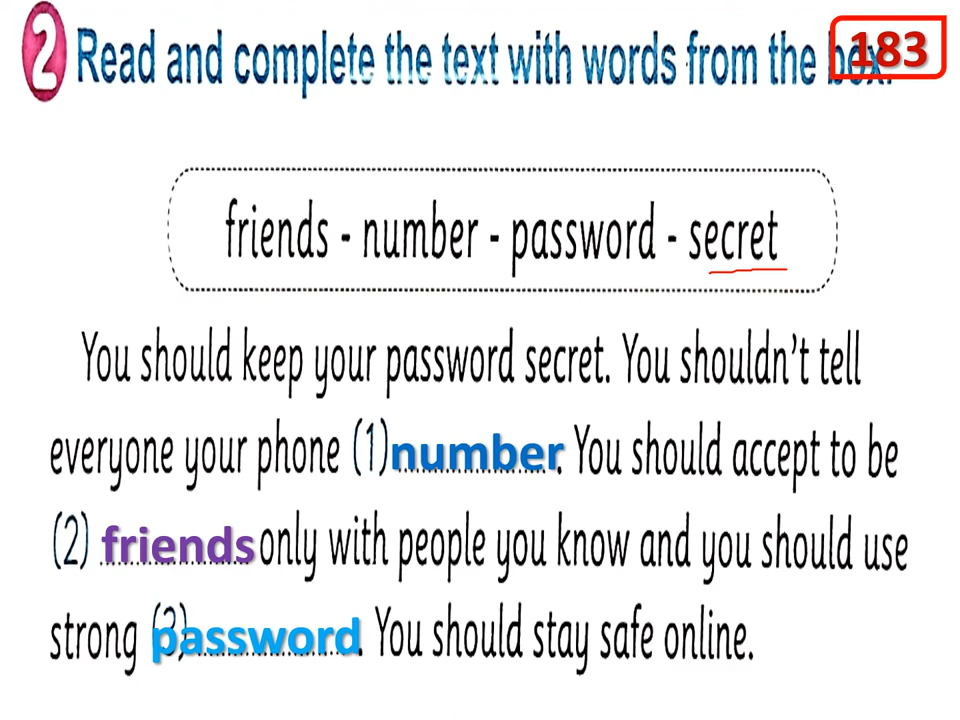 2 Read and complete the text with words from the box.
183
friends - number - password - secret
You should keep your password secret. You shouldn't tell
everyone your phone (1) number. You should accept to be
(2) friends only with people you know and you should use
strong (3) password. You should stay safe online.